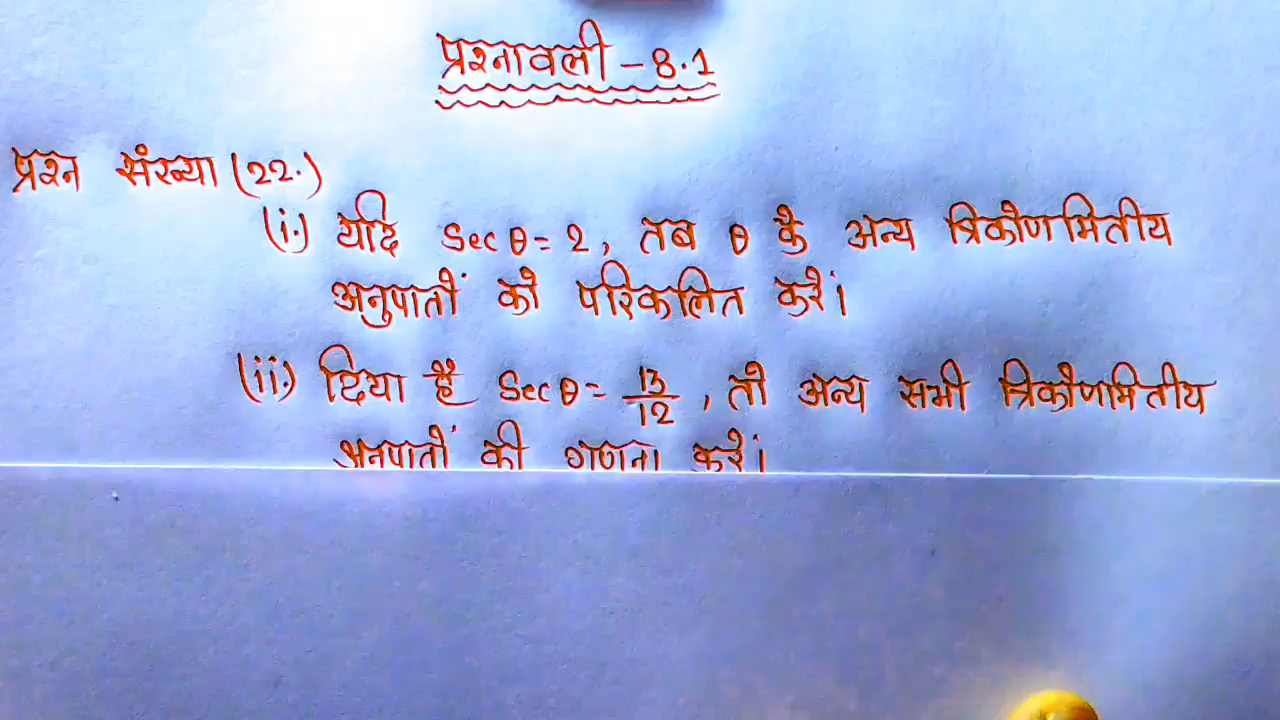 प्रश्नावली - 8.1
प्रश्न संख्या (22.)
(i.) यदि Sec θ = 2, तब θ के अन्य त्रिकोणमितीय
अनुपातों को परिकलित करें।
(ii.) दिया है Sec θ = 13/12, तो अन्य सभी त्रिकोणमितीय
अनुपातों की गणना करें।